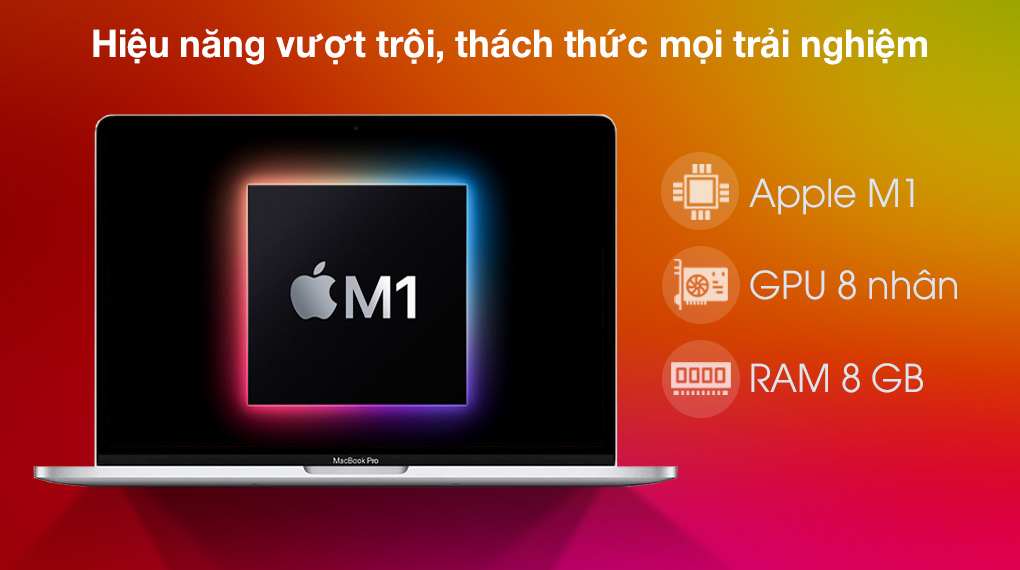 Hiệu năng vượt trội, thách thức mọi trải nghiệm
M1
MacBook Pro
Apple M1
GPU 8 nhân
RAM 8 GB